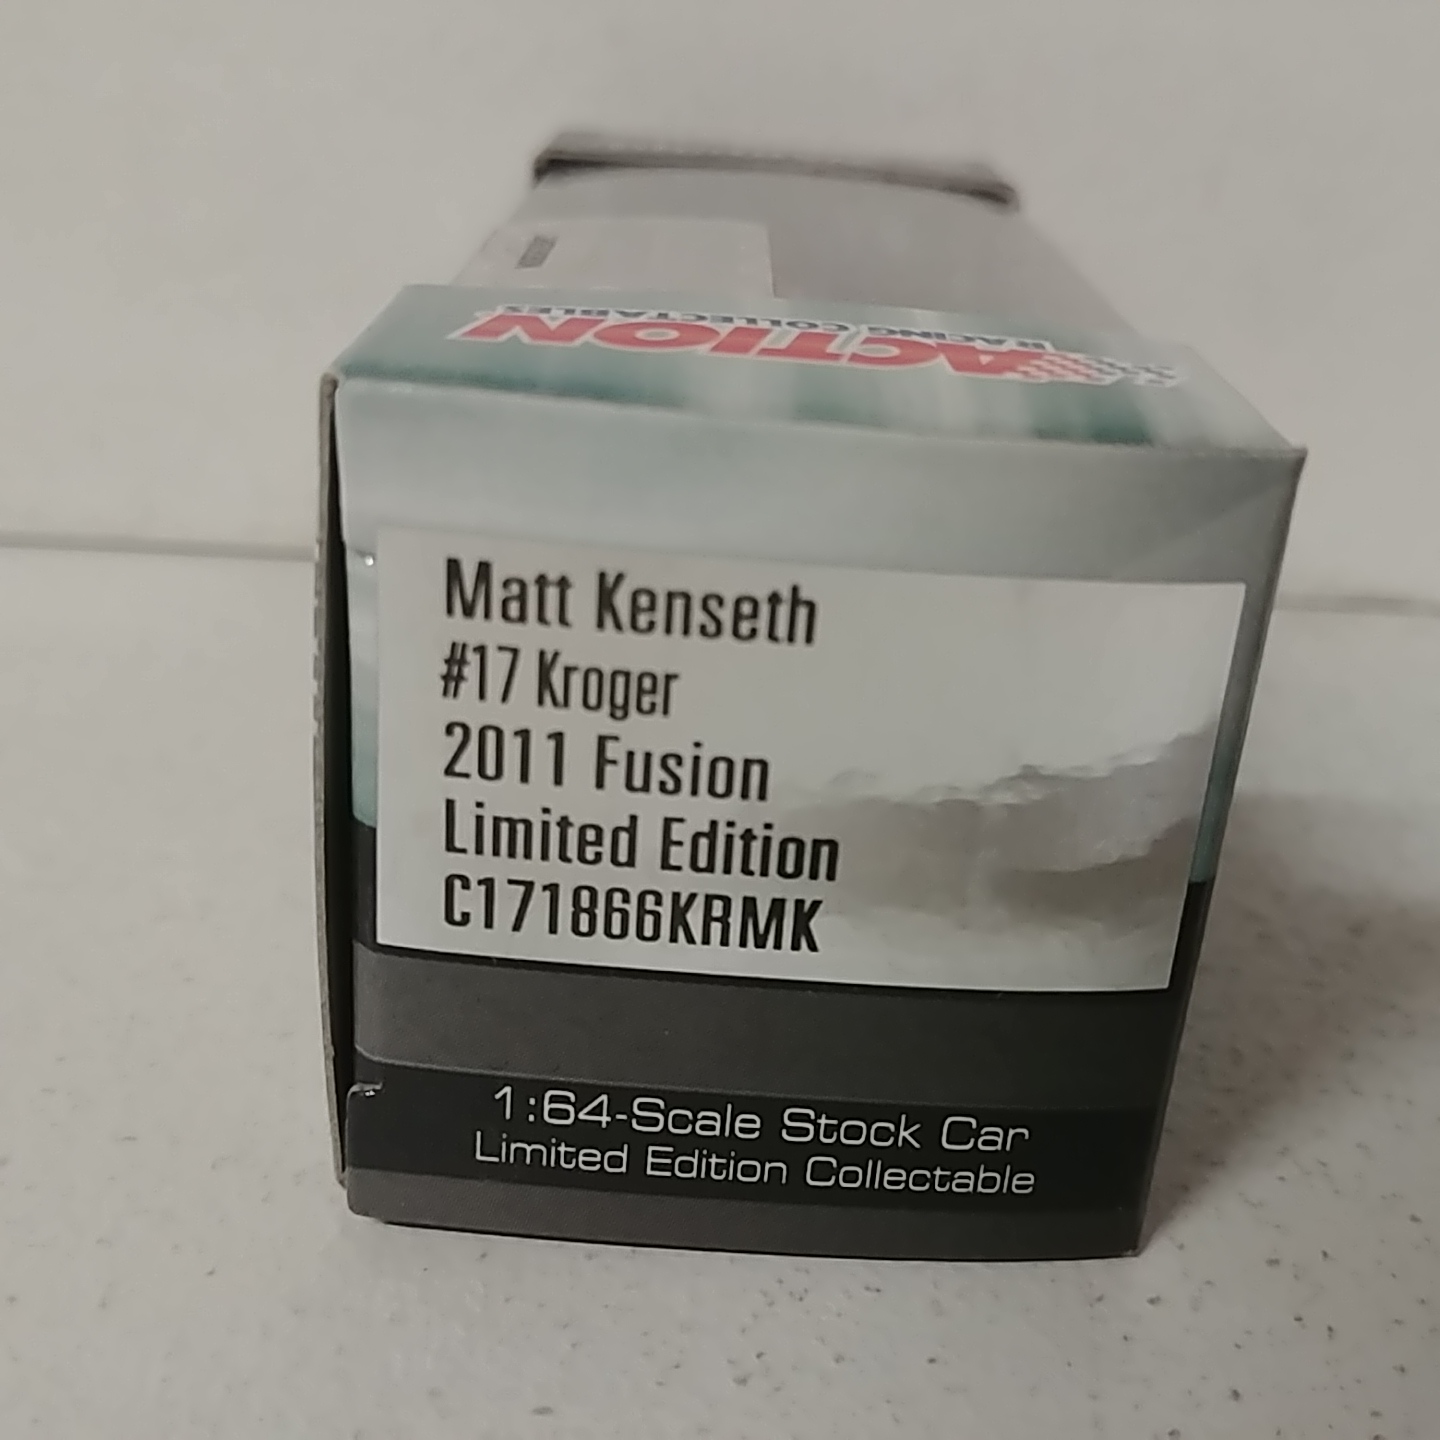 ACTION
RACING COLLECTABLES
Matt Kenseth
#17 Kroger
2011 Fusion
Limited Edition
C171866KRMK
1:64-Scale Stock Car
Limited Edition Collectable